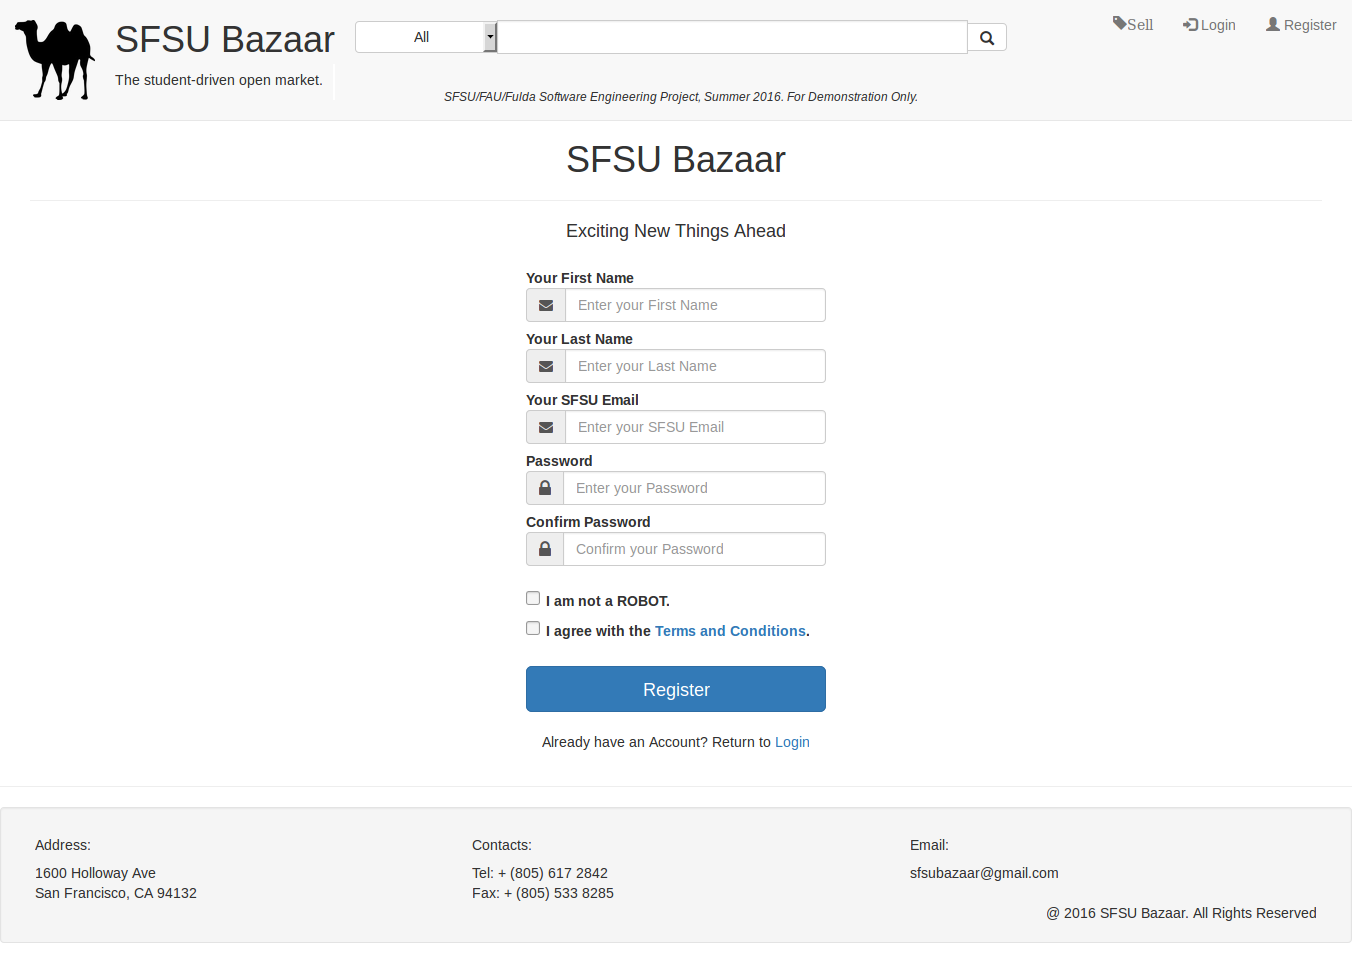 SFSU Bazaar
The student-driven open market.
All
Sell
Login
Register
SFSU/FAU/Fulda Software Engineering Project, Summer 2016. For Demonstration Only.
SFSU Bazaar
Exciting New Things Ahead
Your First Name
Enter your First Name
Your Last Name
Enter your Last Name
Your SFSU Email
Enter your SFSU Email
Password
Enter your Password
Confirm Password
Confirm your Password
I am not a ROBOT.
I agree with the Terms and Conditions.
Register
Already have an Account? Return to Login
Address:
1600 Holloway Ave
San Francisco, CA 94132
Contacts:
Tel: + (805) 617 2842
Fax: + (805) 533 8285
Email:
sfsubazaar@gmail.com
@ 2016 SFSU Bazaar. All Rights Reserved